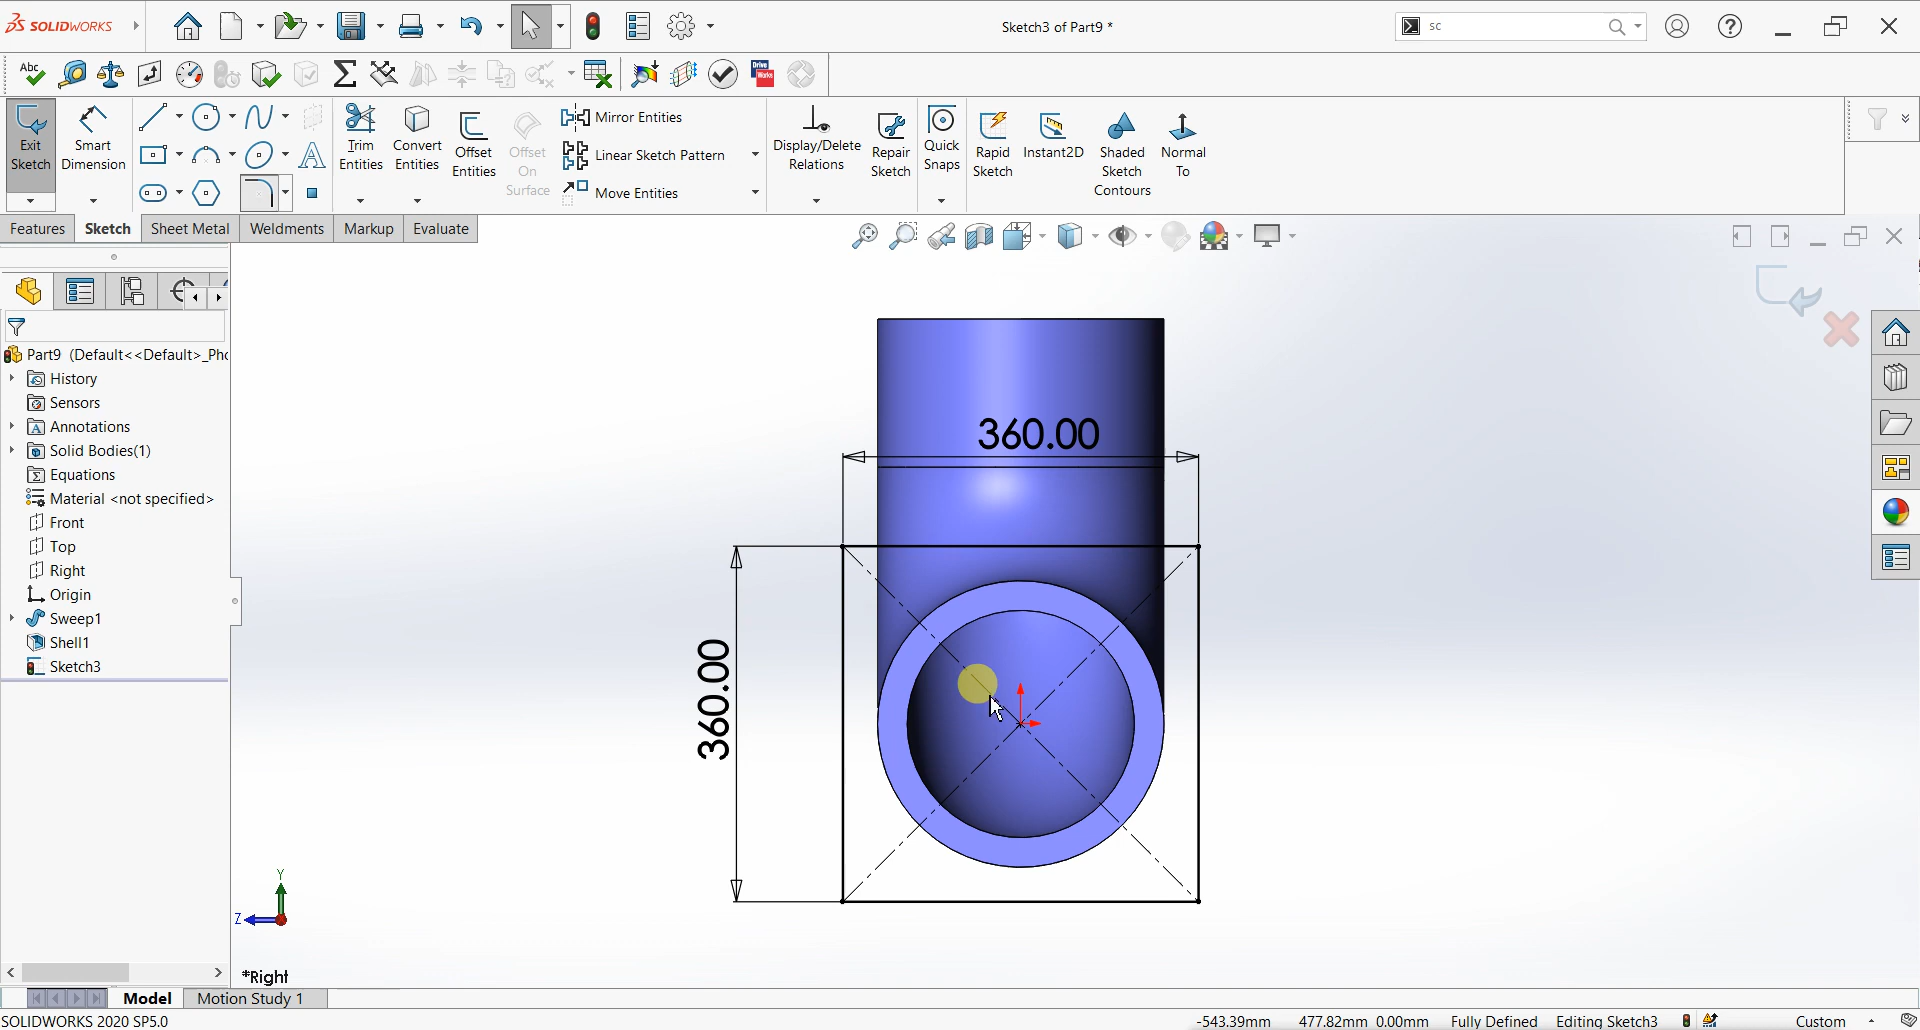 SOLIDWORKS
Sketch3 of Part9 *
sc
Abc
Drive
Works
Exit
Sketch
Smart
Dimension
Trim
Entities
Convert
Entities
Offset
Entities
Offset
On
Surface
Mirror Entities
Linear Sketch Pattern
Move Entities
Display/Delete
Relations
Repair
Sketch
Quick
Snaps
Rapid
Sketch
Instant2D
Shaded
Sketch
Contours
Normal
To
Features
Sketch
Sheet Metal
Weldments
Markup
Evaluate
Part9 (Default<<Default>_Pho
History
Sensors
Annotations
Solid Bodies(1)
Equations
Material <not specified>
Front
Top
Right
Origin
Sweep1
Shell1
Sketch3
360.00
360.00
Y
Z
*Right
Model
Motion Study 1
SOLIDWORKS 2020 SP5.0
-543.39mm
477.82mm
0.00mm
Fully Defined
Editing Sketch3
Custom